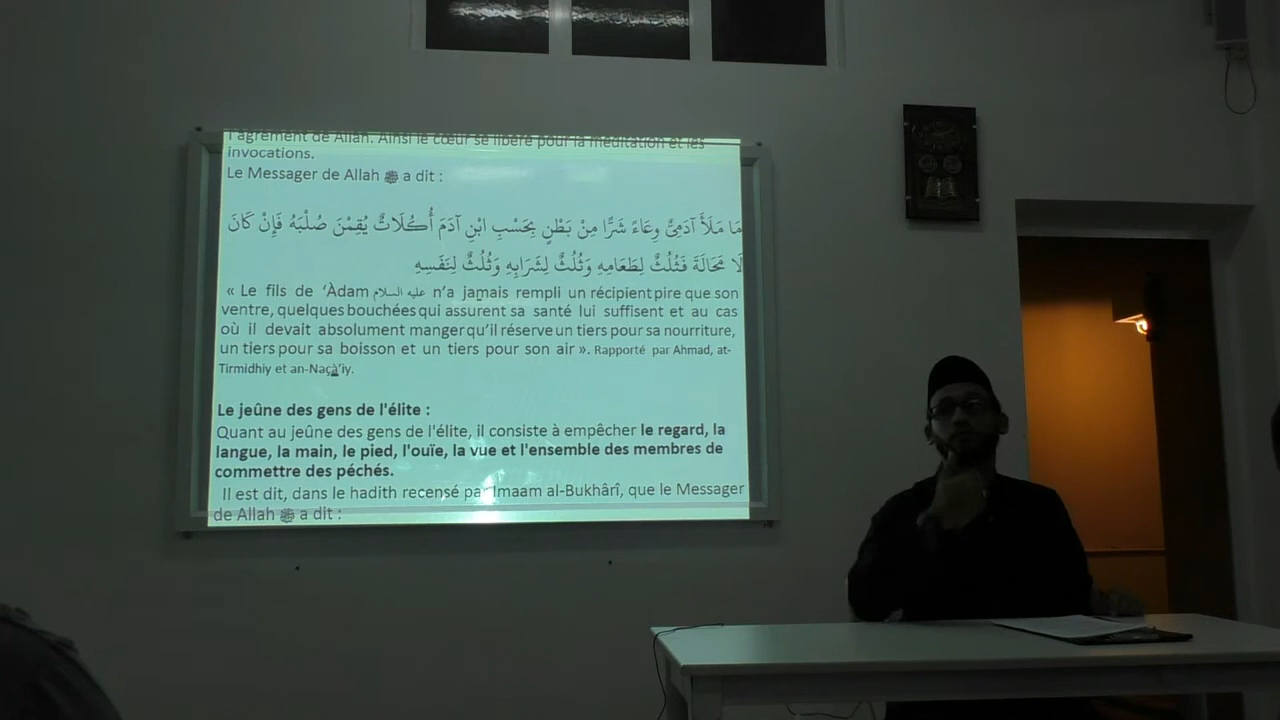 l'agrément de Allah. Ainsi le cœur se libère pour la méditation et les
invocations.
Le Messager de Allah ﷺ a dit :
مَا مَلَأَ آدَمِيٌّ وِعَاءً شَرًّا مِنْ بَطْنٍ بِحَسْبِ ابْنِ آدَمَ أُكُلَاتٌ يُقِمْنَ صُلْبَهُ فَإِنْ كَانَ
لَا مَحَالَةَ فَثُلُثٌ لِطَعَامِهِ وَثُلُثٌ لِشَرَابِهِ وَثُلُثٌ لِنَفَسِهِ
« Le fils de 'Àdam عليه السلام n'a jamais rempli un récipient pire que son
ventre, quelques bouchées qui assurent sa santé lui suffisent et au cas
où il devait absolument manger qu'il réserve un tiers pour sa nourriture,
un tiers pour sa boisson et un tiers pour son air ». Rapporté par Ahmad, at-
Tirmidhiy et an-Naçà'iy.
Le jeûne des gens de l'élite :
Quant au jeûne des gens de l'élite, il consiste à empêcher le regard, la
langue, la main, le pied, l'ouïe, la vue et l'ensemble des membres de
commettre des péchés.
Il est dit, dans le hadith recensé par Imaam al-Bukhârî, que le Messager
de Allah ﷺ a dit :